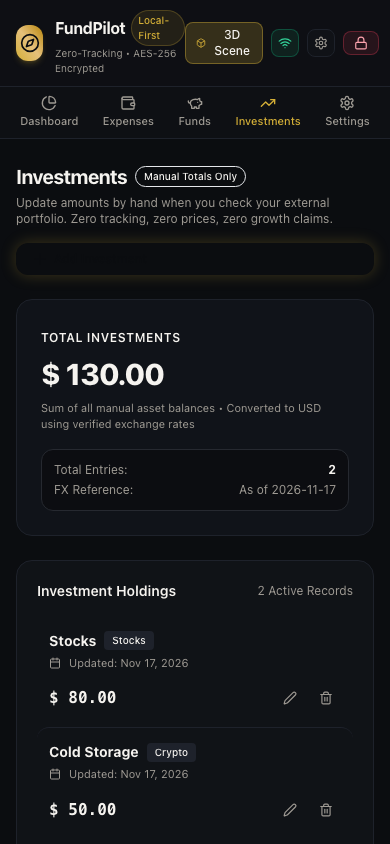 FundPilot
Local-
First
Zero-Tracking • AES-256
Encrypted
3D
Scene
Dashboard
Expenses
Funds
Investments
Settings
Investments
Manual Totals Only
Update amounts by hand when you check your external
portfolio. Zero tracking, zero prices, zero growth claims.
TOTAL INVESTMENTS
$ 130.00
Sum of all manual asset balances • Converted to USD
using verified exchange rates
Total Entries: 2
FX Reference: As of 2026-11-17
Investment Holdings
2 Active Records
Stocks
Stocks
Updated: Nov 17, 2026
$ 80.00
Cold Storage
Crypto
Updated: Nov 17, 2026
$ 50.00